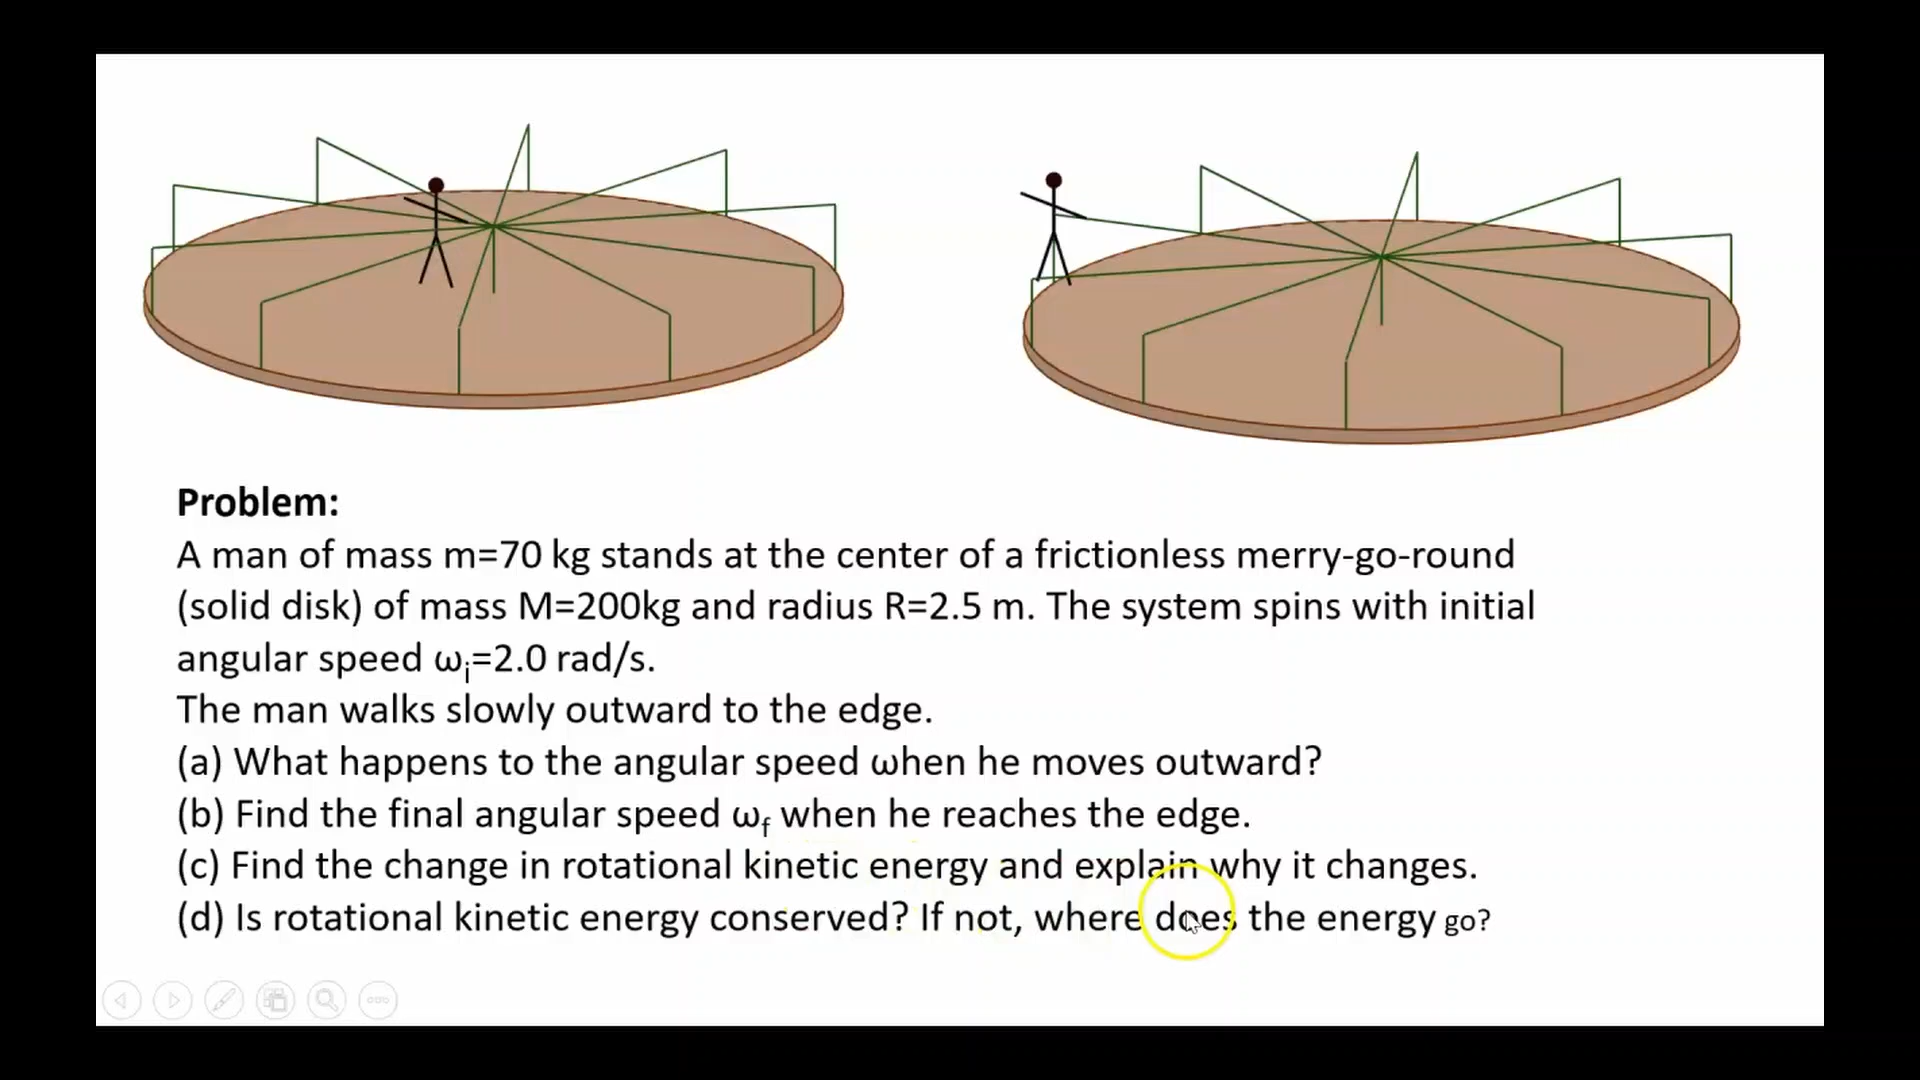 Problem:
A man of mass m=70 kg stands at the center of a frictionless merry-go-round
(solid disk) of mass M=200kg and radius R=2.5 m. The system spins with initial
angular speed ωᵢ=2.0 rad/s.
The man walks slowly outward to the edge.
(a) What happens to the angular speed ωhen he moves outward?
(b) Find the final angular speed ω_f when he reaches the edge.
(c) Find the change in rotational kinetic energy and explain why it changes.
(d) Is rotational kinetic energy conserved? If not, where does the energy go?